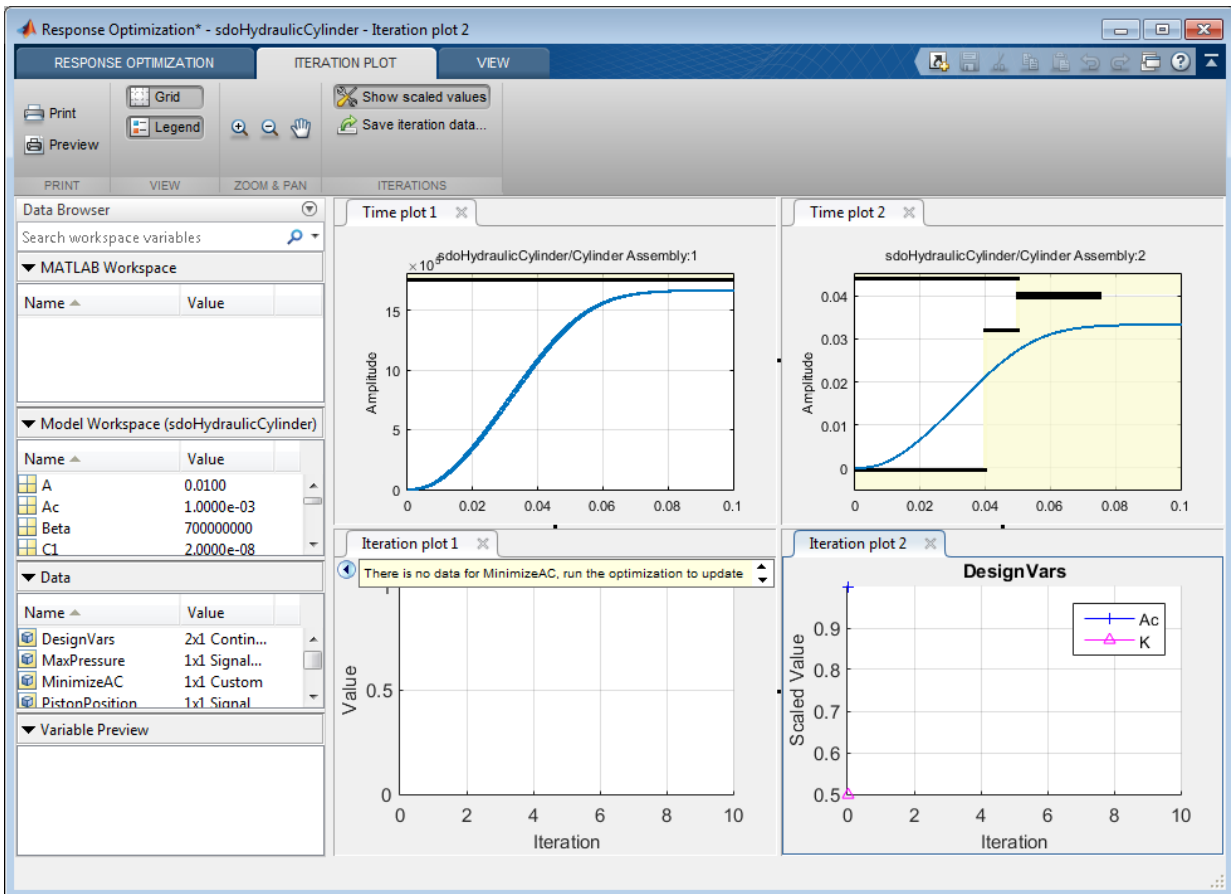 Response Optimization* - sdoHydraulicCylinder - Iteration plot 2
RESPONSE OPTIMIZATION ITERATION PLOT VIEW
Print
Preview
Grid
Legend
Show scaled values
Save iteration data...
PRINT VIEW ZOOM & PAN ITERATIONS
Data Browser
Search workspace variables
MATLAB Workspace
Name Value
Model Workspace (sdoHydraulicCylinder)
Name Value
A 0.0100
Ac 1.0000e-03
Beta 700000000
C1 2.0000e-08
Data
Name Value
DesignVars 2x1 Contin...
MaxPressure 1x1 Signal...
MinimizeAC 1x1 Custom
PistonPosition 1x1 Signal
Variable Preview
Time plot 1
sdoHydraulicCylinder/Cylinder Assembly:1
× 10
15
10
5
0
Amplitude
0 0.02 0.04 0.06 0.08 0.1
Time plot 2
sdoHydraulicCylinder/Cylinder Assembly:2
0.04
0.03
0.02
0.01
0
Amplitude
0 0.02 0.04 0.06 0.08 0.1
Iteration plot 1
There is no data for MinimizeAC, run the optimization to update
1
0.5
0
Value
0 2 4 6 8 10
Iteration
Iteration plot 2
DesignVars
Ac
K
0.9
0.8
0.7
0.6
0.5
Scaled Value
0 2 4 6 8 10
Iteration